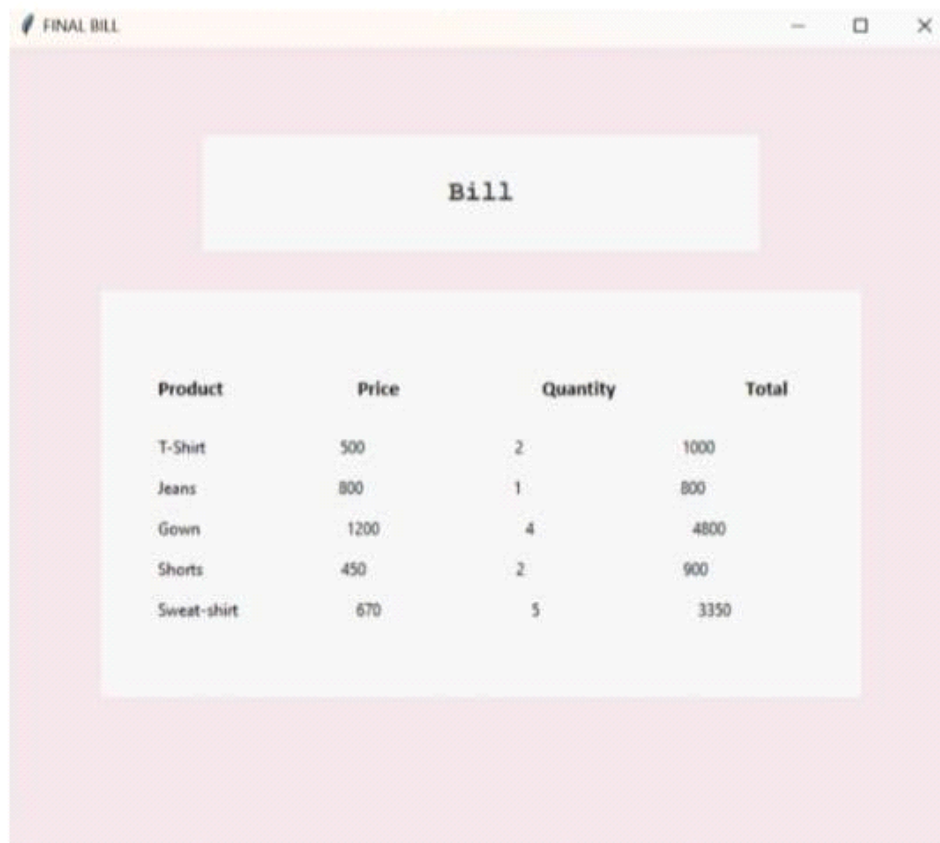 FINAL BILL
Bill
Product Price Quantity Total
T-Shirt 500 2 1000
Jeans 800 1 800
Gown 1200 4 4800
Shorts 450 2 900
Sweat-shirt 670 5 3350